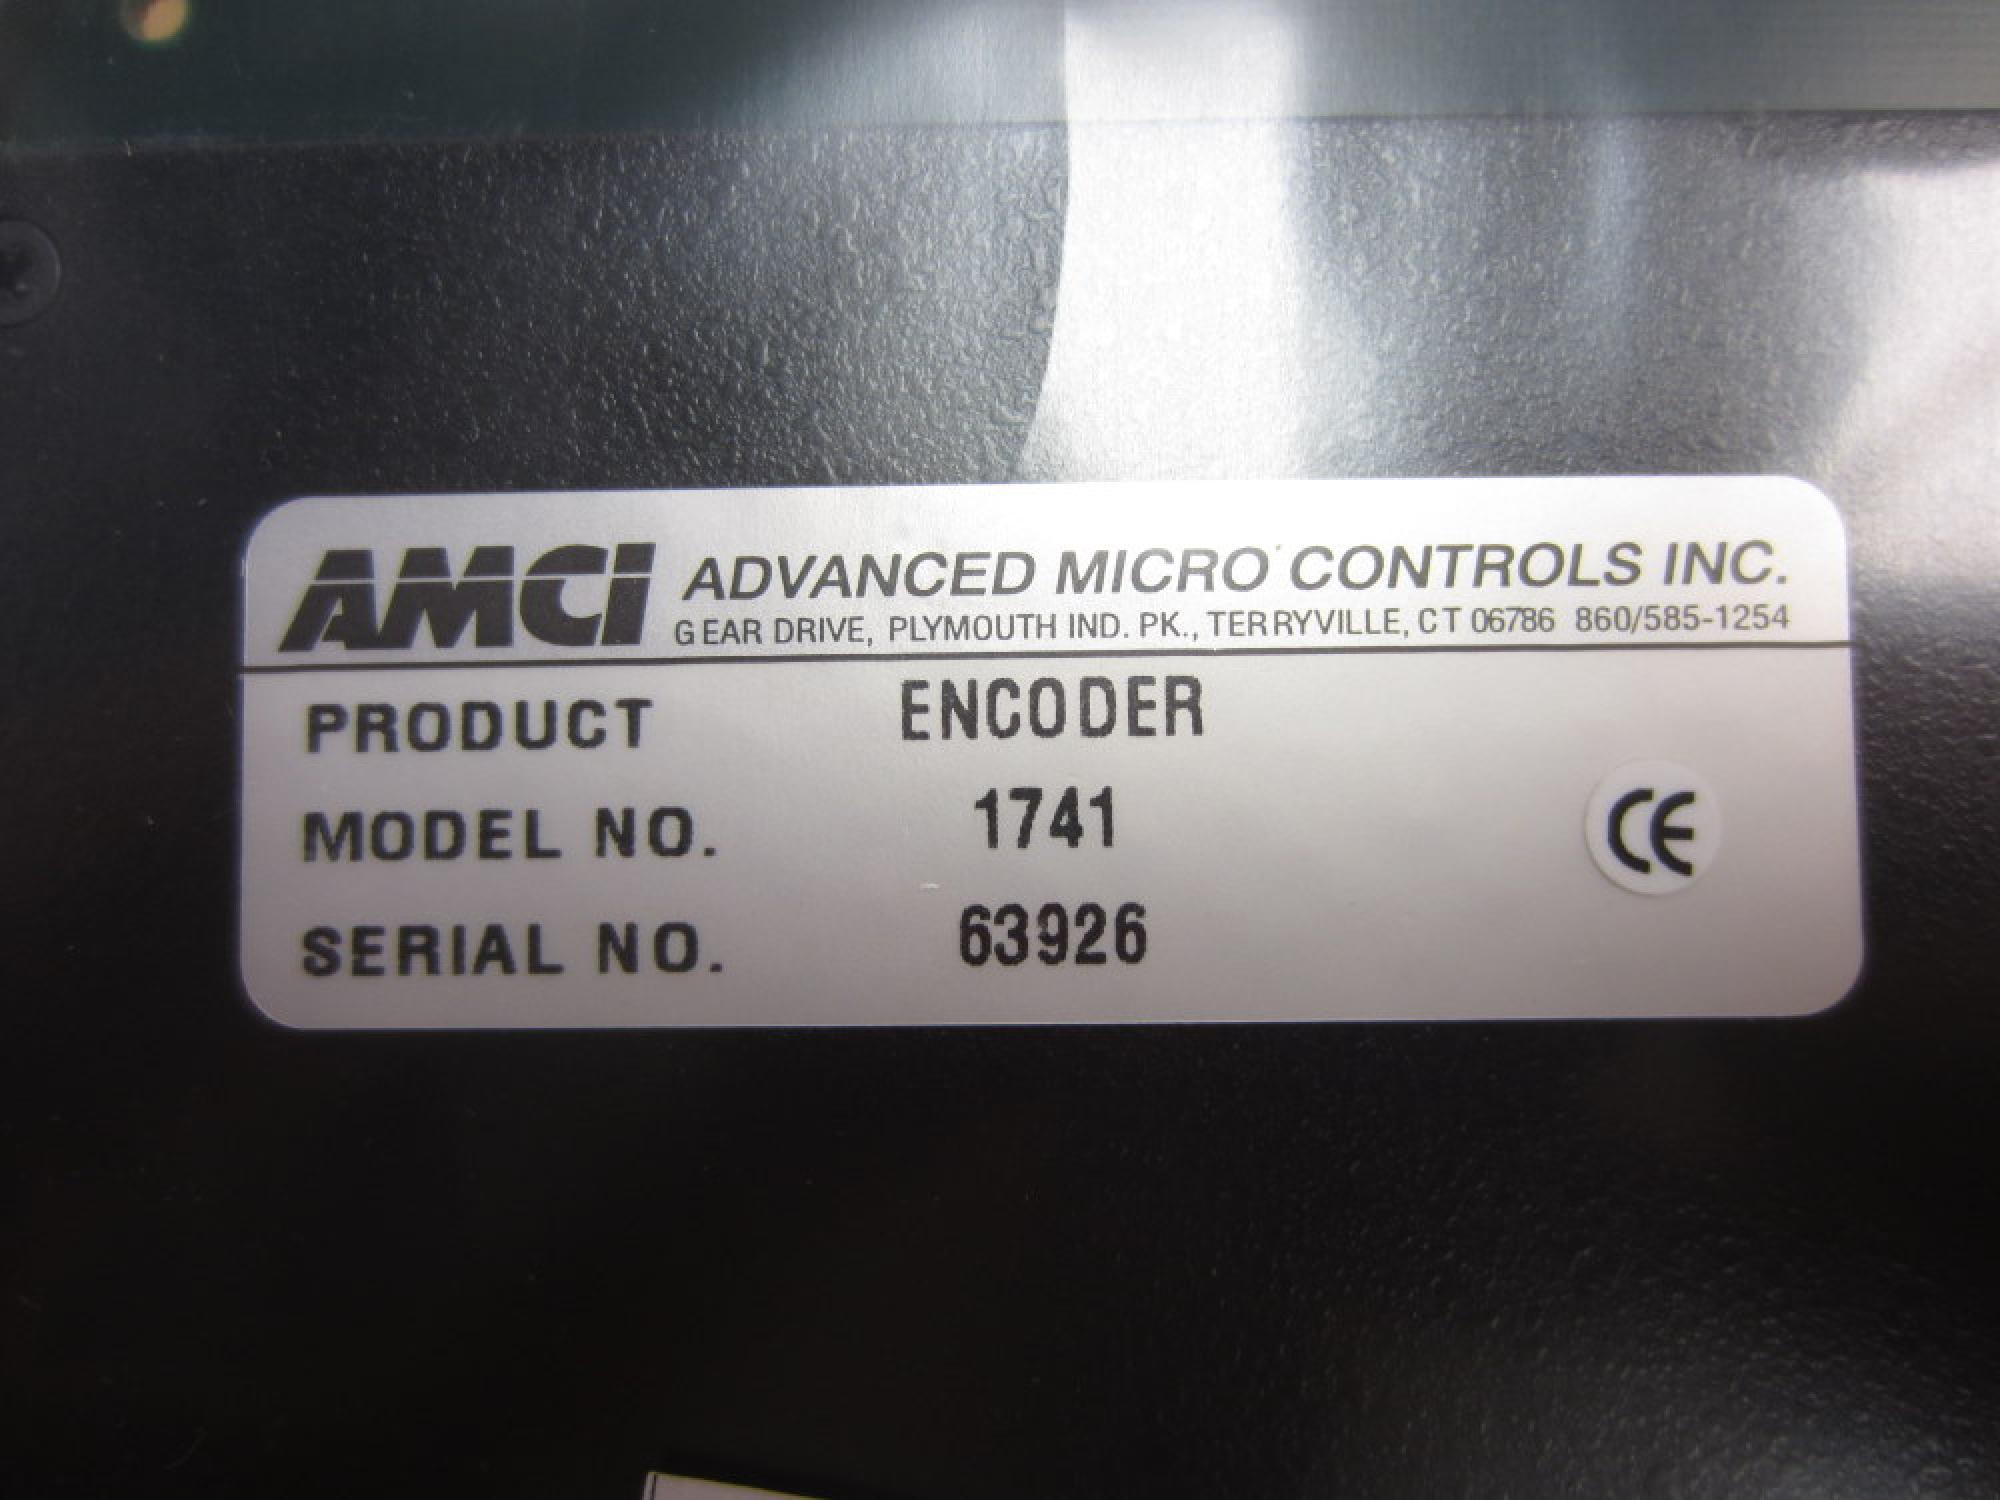 AMCI ADVANCED MICRO CONTROLS INC.
GEAR DRIVE, PLYMOUTH IND. PK., TERRYVILLE, CT 06786 860/585-1254
PRODUCT ENCODER
MODEL NO. 1741
CE
SERIAL NO. 63926